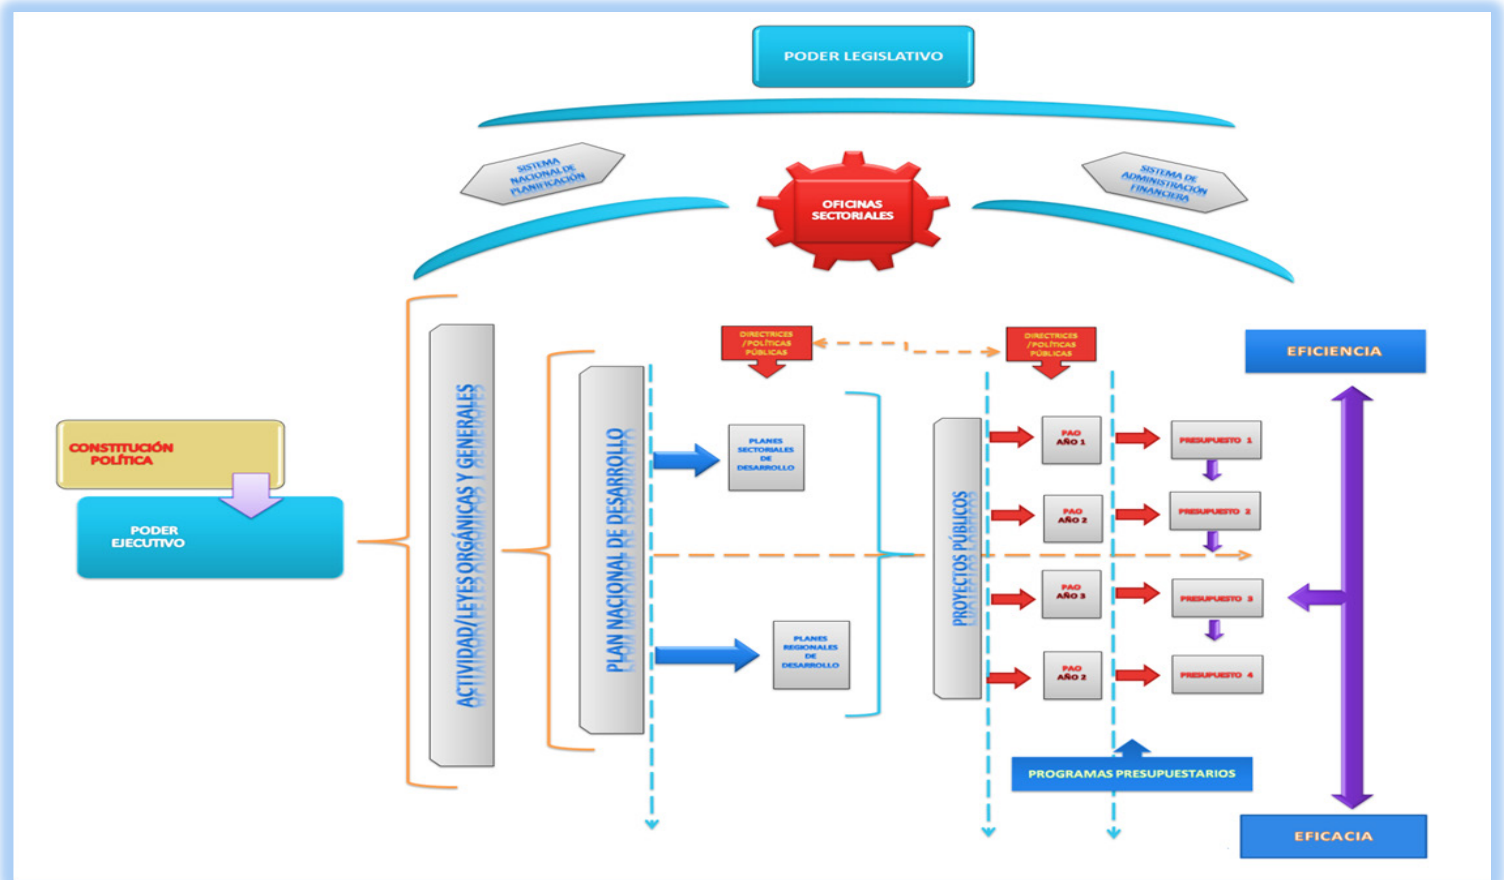 PODER LEGISLATIVO
SISTEMA
NACIONAL DE
PLANIFICACIÓN
OFICINAS
SECTORIALES
SISTEMA DE
ADMINISTRACIÓN
FINANCIERA
CONSTITUCIÓN
POLÍTICA
PODER
EJECUTIVO
ACTIVIDAD/LEYES ORGÁNICAS Y GENERALES
PLAN NACIONAL DE DESARROLLO
DIRECTRICES
/POLÍTICAS
PÚBLICAS
PLANES
SECTORIALES
DE
DESARROLLO
PLANES
REGIONALES
DE
DESARROLLO
PROYECTOS PÚBLICOS
DIRECTRICES
/POLÍTICAS
PÚBLICAS
PAO
AÑO 1
PRESUPUESTO 1
PAO
AÑO 2
PRESUPUESTO 2
PAO
AÑO 3
PRESUPUESTO 3
PAO
AÑO 2
PRESUPUESTO 4
PROGRAMAS PRESUPUESTARIOS
EFICIENCIA
EFICACIA